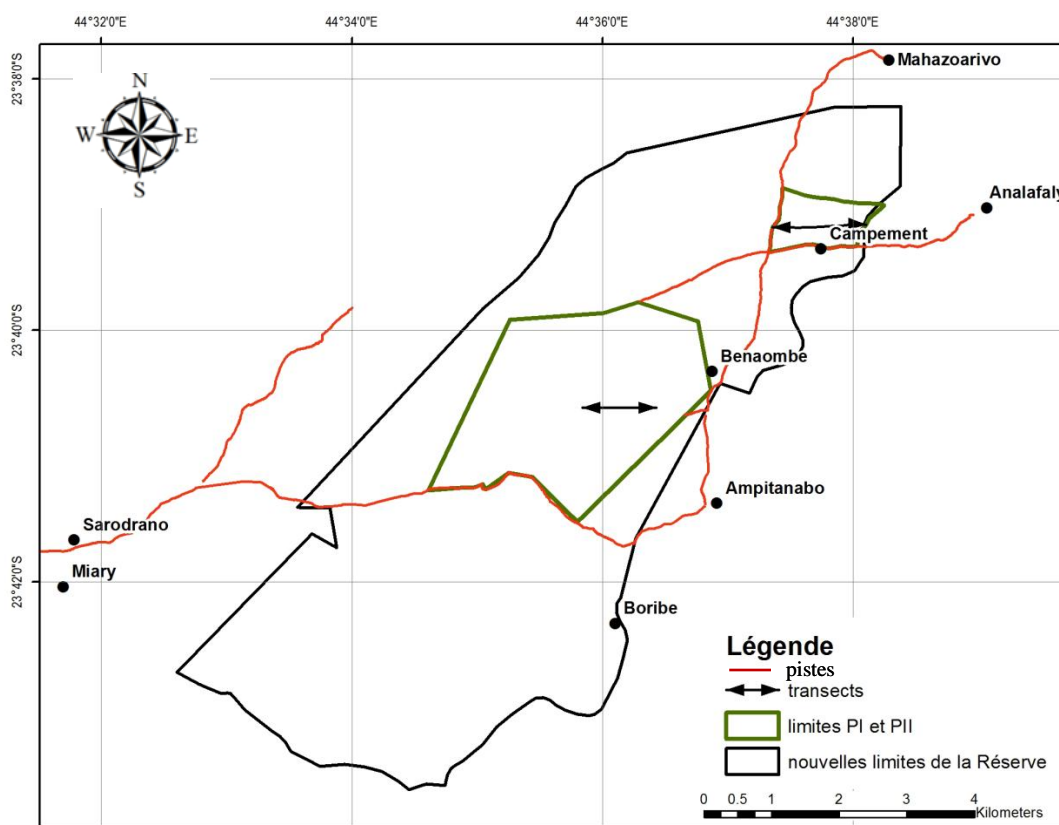 44°32'0"E 44°34'0"E 44°36'0"E 44°38'0"E
23°38'0"S
23°40'0"S
23°42'0"S
N
W E
S
Mahazoarivo
Analafaly
Campement
Benaombe
Ampitanabo
Sarodrano
Miary
Boribe
Légende
pistes
transects
limites PI et PII
nouvelles limites de la Réserve
0 0.5 1 2 3 4
Kilometers